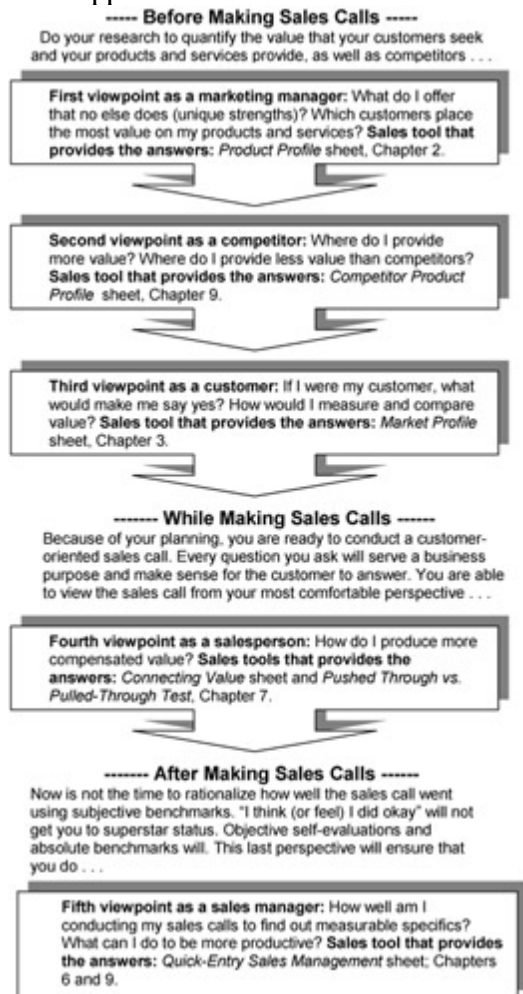 ----- Before Making Sales Calls -----
Do your research to quantify the value that your customers seek
and your products and services provide, as well as competitors . . .
First viewpoint as a marketing manager: What do I offer
that no else does (unique strengths)? Which customers place
the most value on my products and services? Sales tool that
provides the answers: Product Profile sheet, Chapter 2.
Second viewpoint as a competitor: Where do I provide
more value? Where do I provide less value than competitors?
Sales tool that provides the answers: Competitor Product
Profile sheet, Chapter 9.
Third viewpoint as a customer: If I were my customer, what
would make me say yes? How would I measure and compare
value? Sales tool that provides the answers: Market Profile
sheet, Chapter 3.
------- While Making Sales Calls ------
Because of your planning, you are ready to conduct a customer-
oriented sales call. Every question you ask will serve a business
purpose and make sense for the customer to answer. You are able
to view the sales call from your most comfortable perspective . . .
Fourth viewpoint as a salesperson: How do I produce more
compensated value? Sales tools that provides the
answers: Connecting Value sheet and Pushed Through vs.
Pulled-Through Test, Chapter 7.
------- After Making Sales Calls ------
Now is not the time to rationalize how well the sales call went
using subjective benchmarks. "I think (or feel) I did okay" will not
get you to superstar status. Objective self-evaluations and
absolute benchmarks will. This last perspective will ensure that
you do . . .
Fifth viewpoint as a sales manager: How well am I
conducting my sales calls to find out measurable specifics?
What can I do to be more productive? Sales tool that provides
the answers: Quick-Entry Sales Management sheet; Chapters
6 and 9.